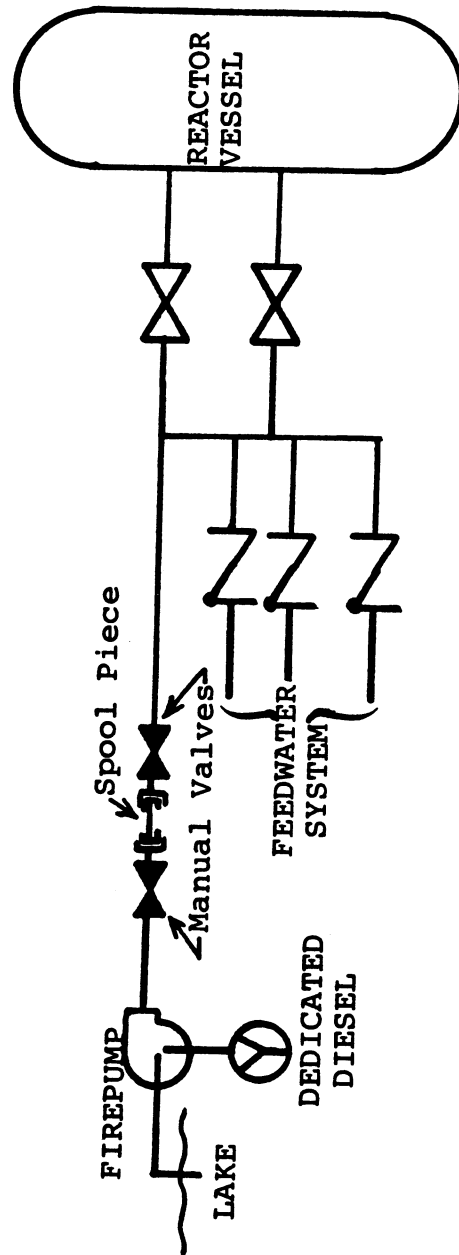 REACTOR
VESSEL
Spool Piece
Manual Valves
FEEDWATER
SYSTEM
FIREPUMP
LAKE
DEDICATED
DIESEL